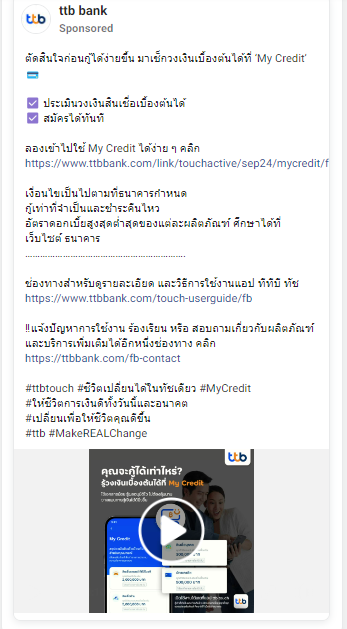 ttb
ttb bank
Sponsored
ตัดสินใจก่อนกู้ได้ง่ายขึ้น มาเช็กวงเงินเบื้องต้นได้ที่ 'My Credit'
ประเมินวงเงินสินเชื่อเบื้องต้นได้
สมัครได้ทันที
ลองเข้าไปใช้ My Credit ได้ง่าย ๆ คลิก
https://www.ttbbank.com/link/touchactive/sep24/mycredit/f
เงื่อนไขเป็นไปตามที่ธนาคารกำหนด
กู้เท่าที่จำเป็นและชำระคืนไหว
อัตราดอกเบี้ยสูงสุดต่ำสุดของแต่ละผลิตภัณฑ์ ศึกษาได้ที่
เว็บไซต์ ธนาคาร
.......................................................
ช่องทางสำหรับดูรายละเอียด และวิธีการใช้งานแอป ทีทีบี ทัช
https://www.ttbbank.com/touch-userguide/fb
!!แจ้งปัญหาการใช้งาน ร้องเรียน หรือ สอบถามเกี่ยวกับผลิตภัณฑ์
และบริการเพิ่มเติมได้อีกหนึ่งช่องทาง คลิก
https://ttbbank.com/fb-contact
#ttbtouch #ชีวิตเปลี่ยนได้ในทัชเดียว #MyCredit
#ให้ชีวิตการเงินดีทั้งวันนี้และอนาคต
#เปลี่ยนเพื่อให้ชีวิตคุณดีขึ้น
#ttb #MakeREALChange
ttb
คุณจะกู้ได้เท่าไหร่?
รู้วงเงินเบื้องต้นได้ที่ My Credit
My Credit
2,000,000 บาท
500,000 บาท
500,000 บาท
ttb